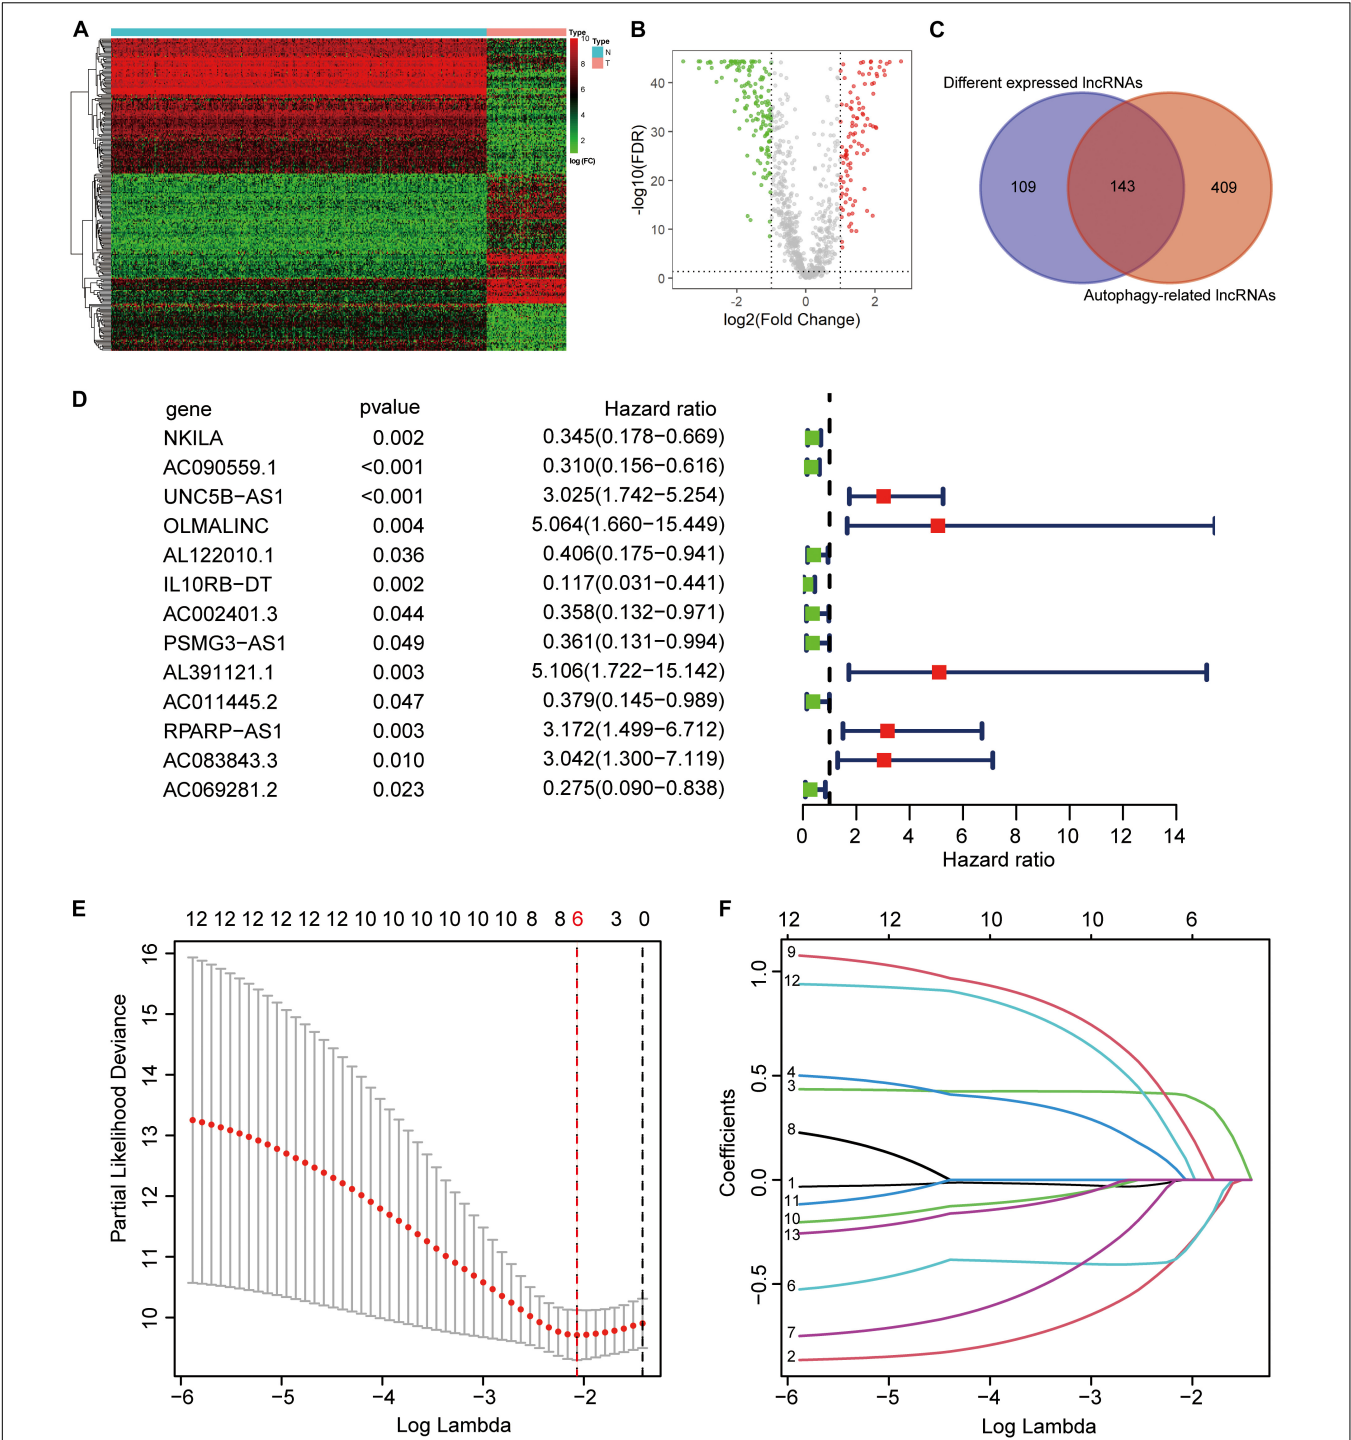 A
Type
10
8
6
4
2
log(FC)
Type
N
T
B
40
30
20
10
0
-log10(FDR)
-2
0
2
log2(Fold Change)
C
Different expressed lncRNAs
109
143
409
Autophagy-related lncRNAs
D
gene pvalue Hazard ratio
NKILA 0.002 0.345(0.178−0.669)
AC090559.1 <0.001 0.310(0.156−0.616)
UNC5B−AS1 <0.001 3.025(1.742−5.254)
OLMALINC 0.004 5.064(1.660−15.449)
AL122010.1 0.036 0.406(0.175−0.941)
IL10RB−DT 0.002 0.117(0.031−0.441)
AC002401.3 0.044 0.358(0.132−0.971)
PSMG3−AS1 0.049 0.361(0.131−0.994)
AL391121.1 0.003 5.106(1.722−15.142)
AC011445.2 0.047 0.379(0.145−0.989)
RPARP−AS1 0.003 3.172(1.499−6.712)
AC083843.3 0.010 3.042(1.300−7.119)
AC069281.2 0.023 0.275(0.090−0.838)
0 2 4 6 8 10 12 14
Hazard ratio
E
12 12 12 12 12 12 10 10 10 10 10 10 8 8 6 3 0
16
15
14
13
12
11
10
Partial Likelihood Deviance
−6 −5 −4 −3 −2
Log Lambda
F
12 12 10 10 6
1.0
0.5
0.0
−0.5
Coefficients
9
12
4
3
8
1
11
10
13
6
7
2
−6 −5 −4 −3 −2
Log Lambda